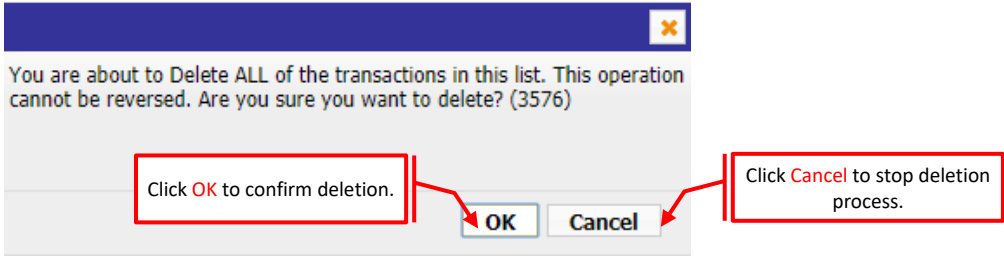 You are about to Delete ALL of the transactions in this list. This operation
cannot be reversed. Are you sure you want to delete? (3576)
Click OK to confirm deletion.
Click Cancel to stop deletion
process.
OK
Cancel